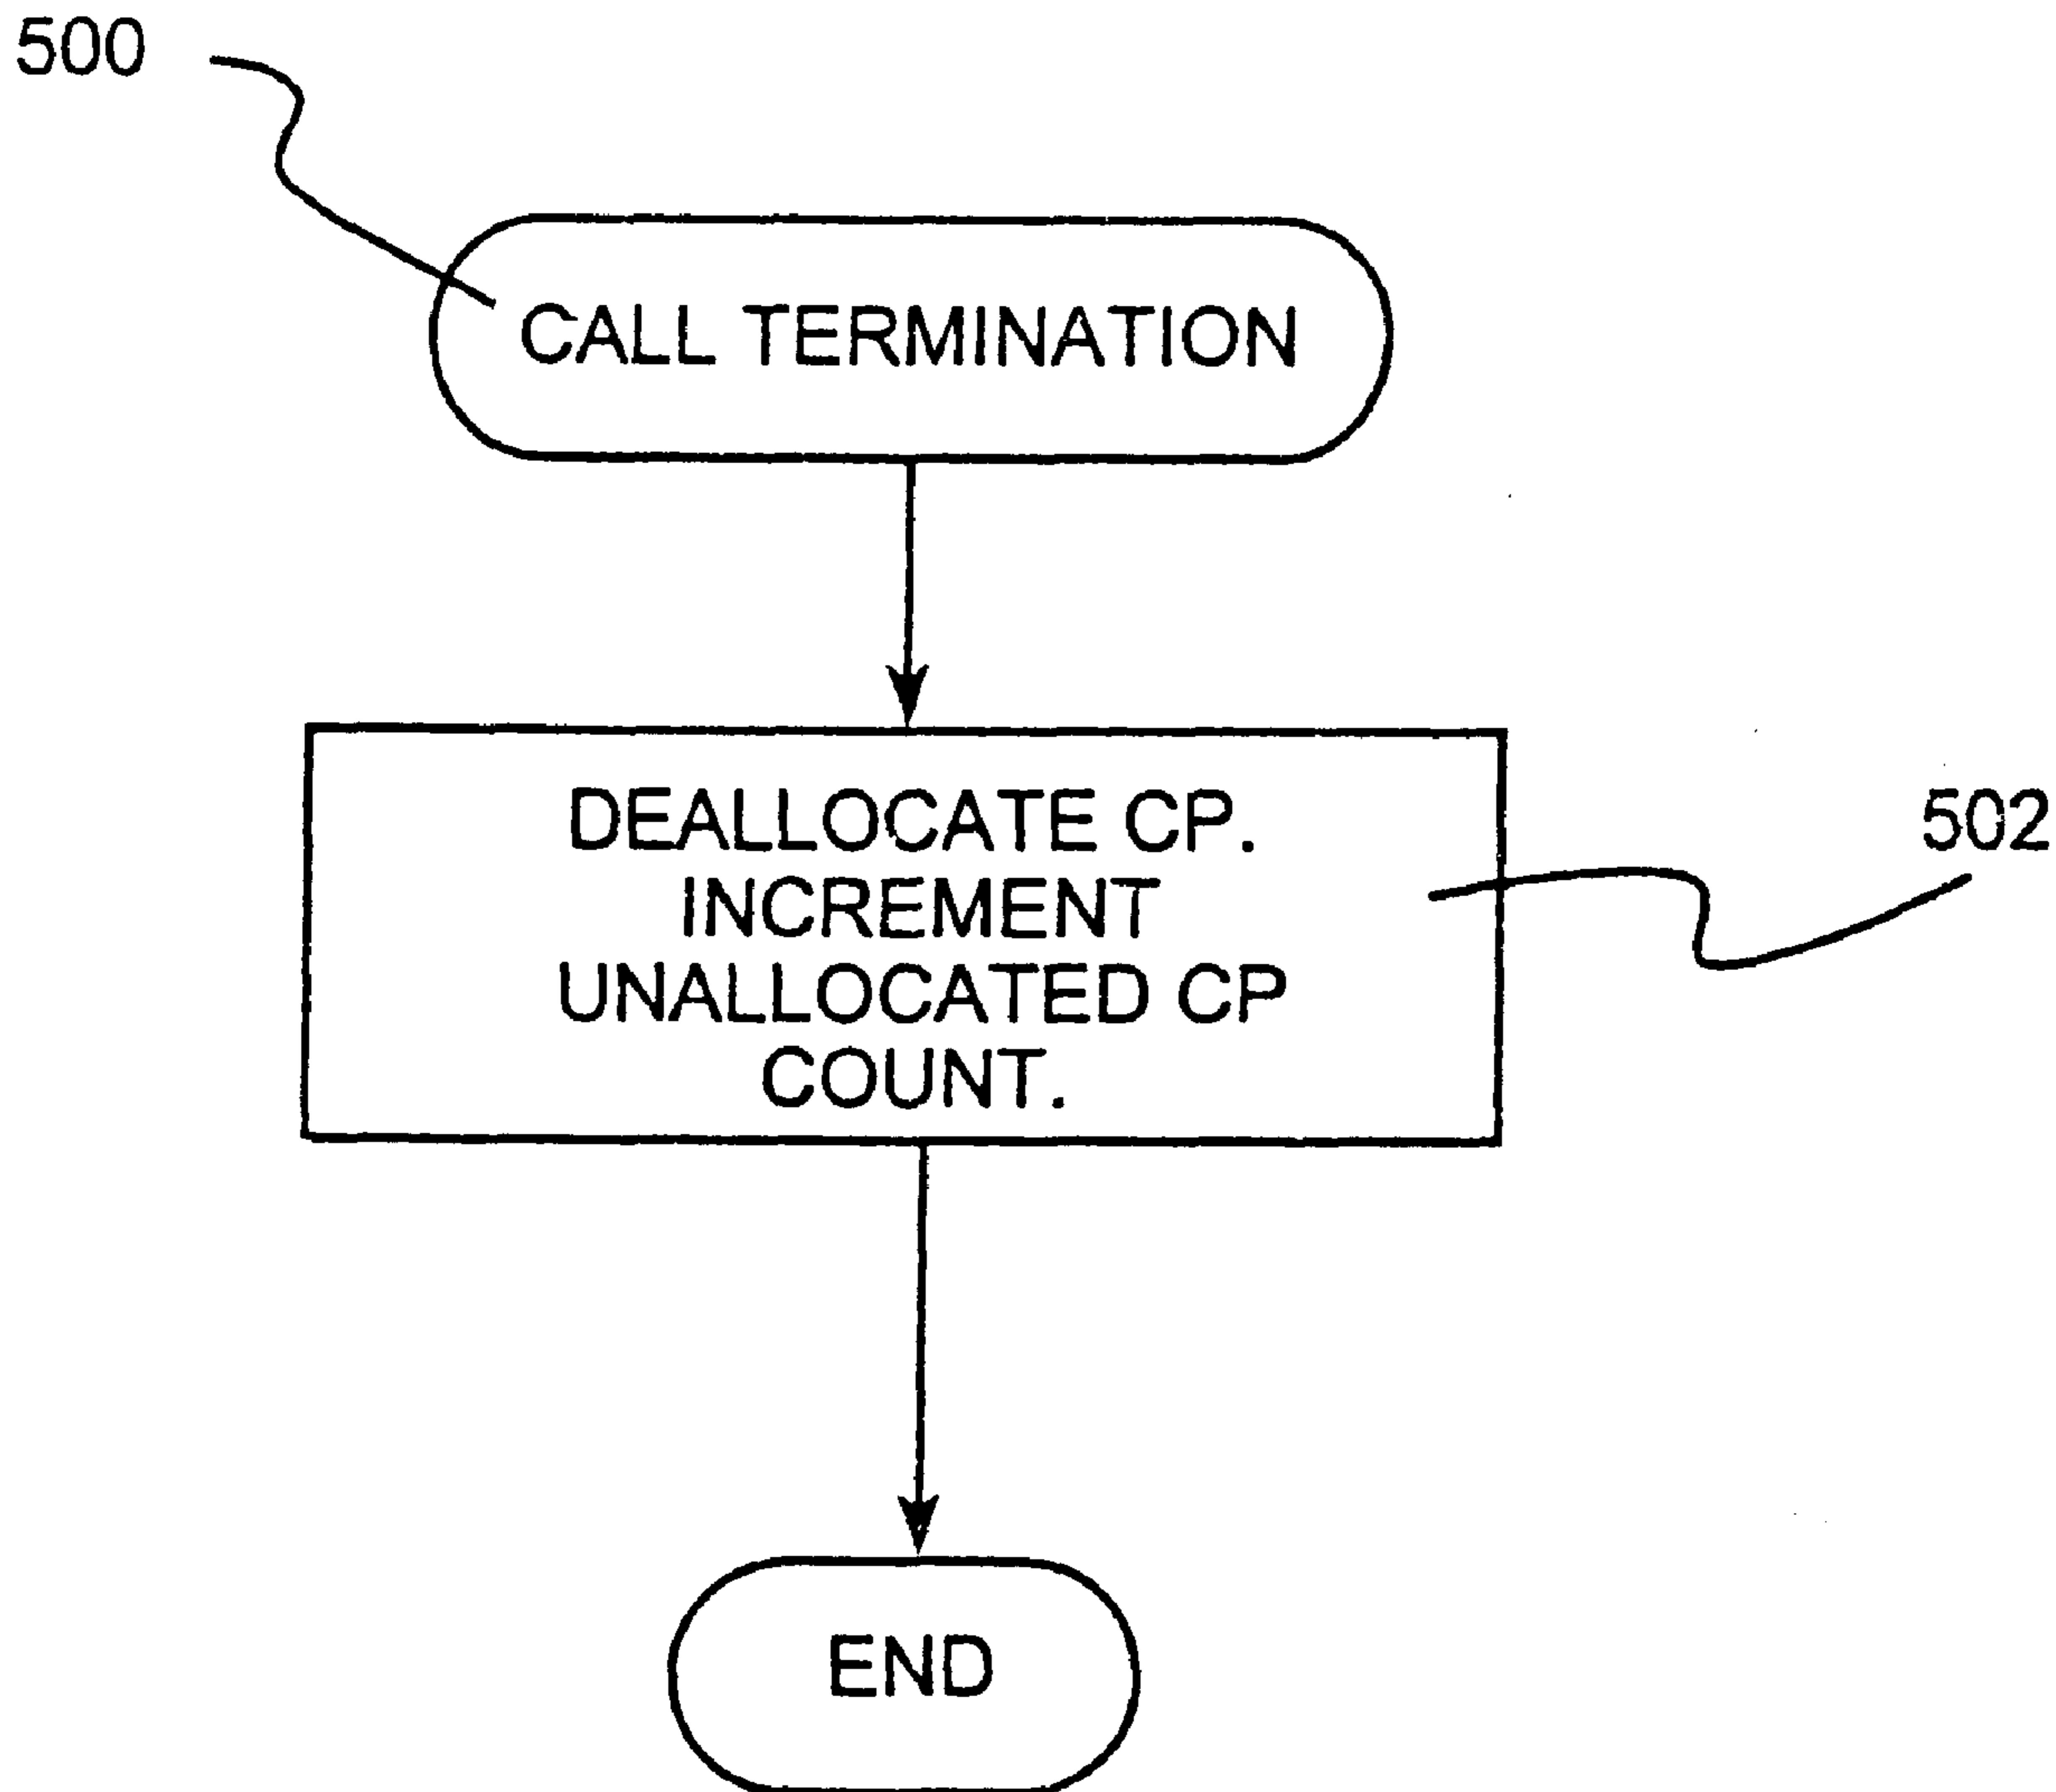 500
CALL TERMINATION
DEALLOCATE CP.
INCREMENT
UNALLOCATED CP
COUNT.
502
END